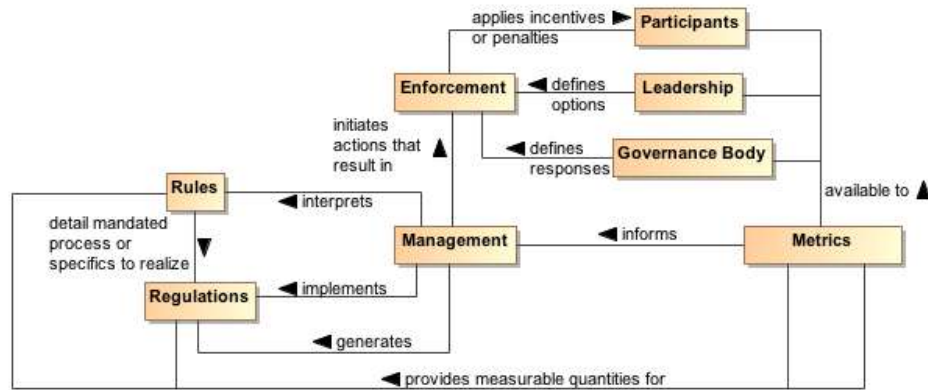 applies incentives
or penalties
Participants
Enforcement
defines
options
Leadership
initiates
actions that
result in
defines
responses
Governance Body
Rules
interprets
available to
detail mandated
process or
specifics to realize
Management
informs
Metrics
Regulations
implements
generates
provides measurable quantities for